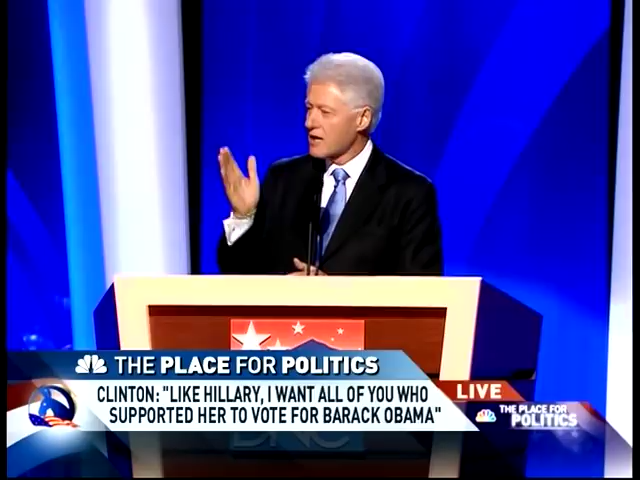 THE PLACE FOR POLITICS
CLINTON: "LIKE HILLARY, I WANT ALL OF YOU WHO
SUPPORTED HER TO VOTE FOR BARACK OBAMA"
LIVE
THE PLACE FOR
POLITICS
DNC